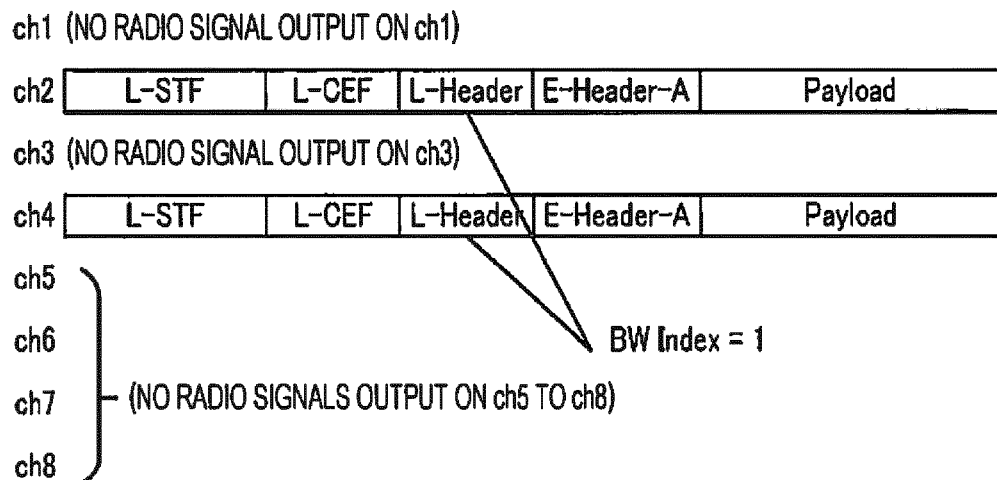 ch1 (NO RADIO SIGNAL OUTPUT ON ch1)
ch2 L-STF L-CEF L-Header E-Header-A Payload
ch3 (NO RADIO SIGNAL OUTPUT ON ch3)
ch4 L-STF L-CEF L-Header E-Header-A Payload
ch5
ch6 BW Index = 1
ch7 (NO RADIO SIGNALS OUTPUT ON ch5 TO ch8)
ch8